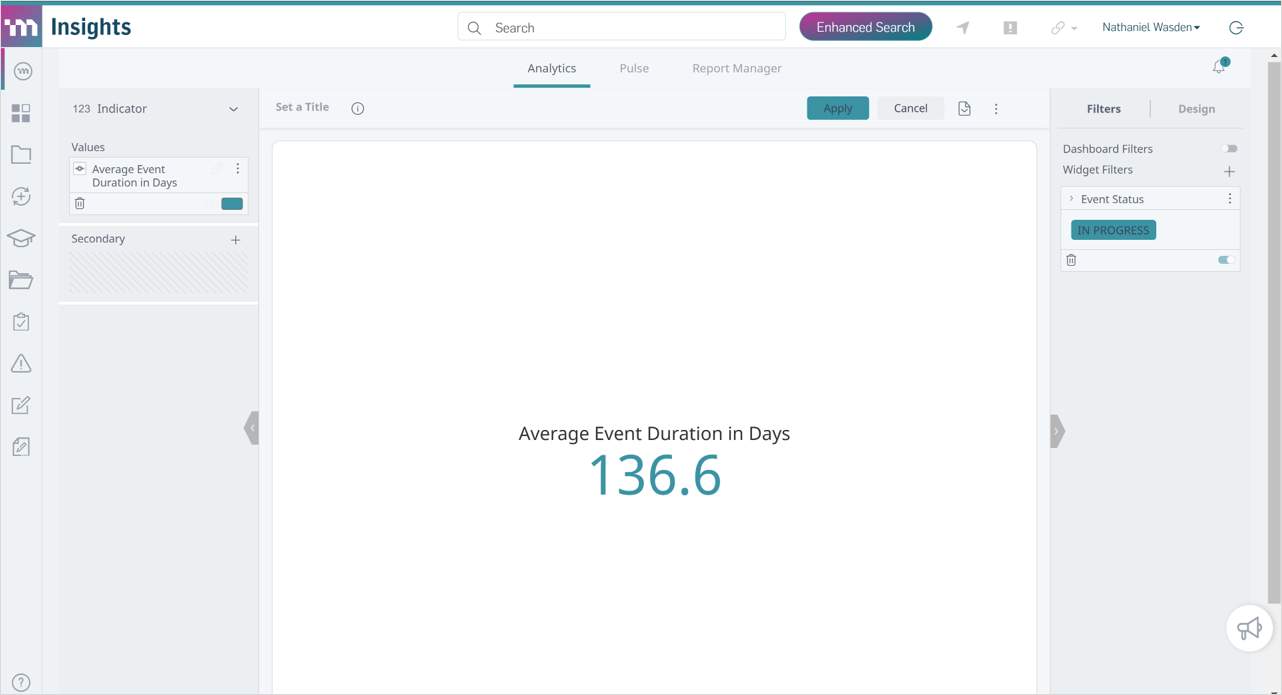 m Insights
Search
Enhanced Search
Nathaniel Wasden
Analytics
Pulse
Report Manager
1
123 Indicator
Set a Title
Apply
Cancel
Filters
Design
Values
Average Event
Duration in Days
Secondary
Dashboard Filters
Widget Filters
Event Status
IN PROGRESS
Average Event Duration in Days
136.6